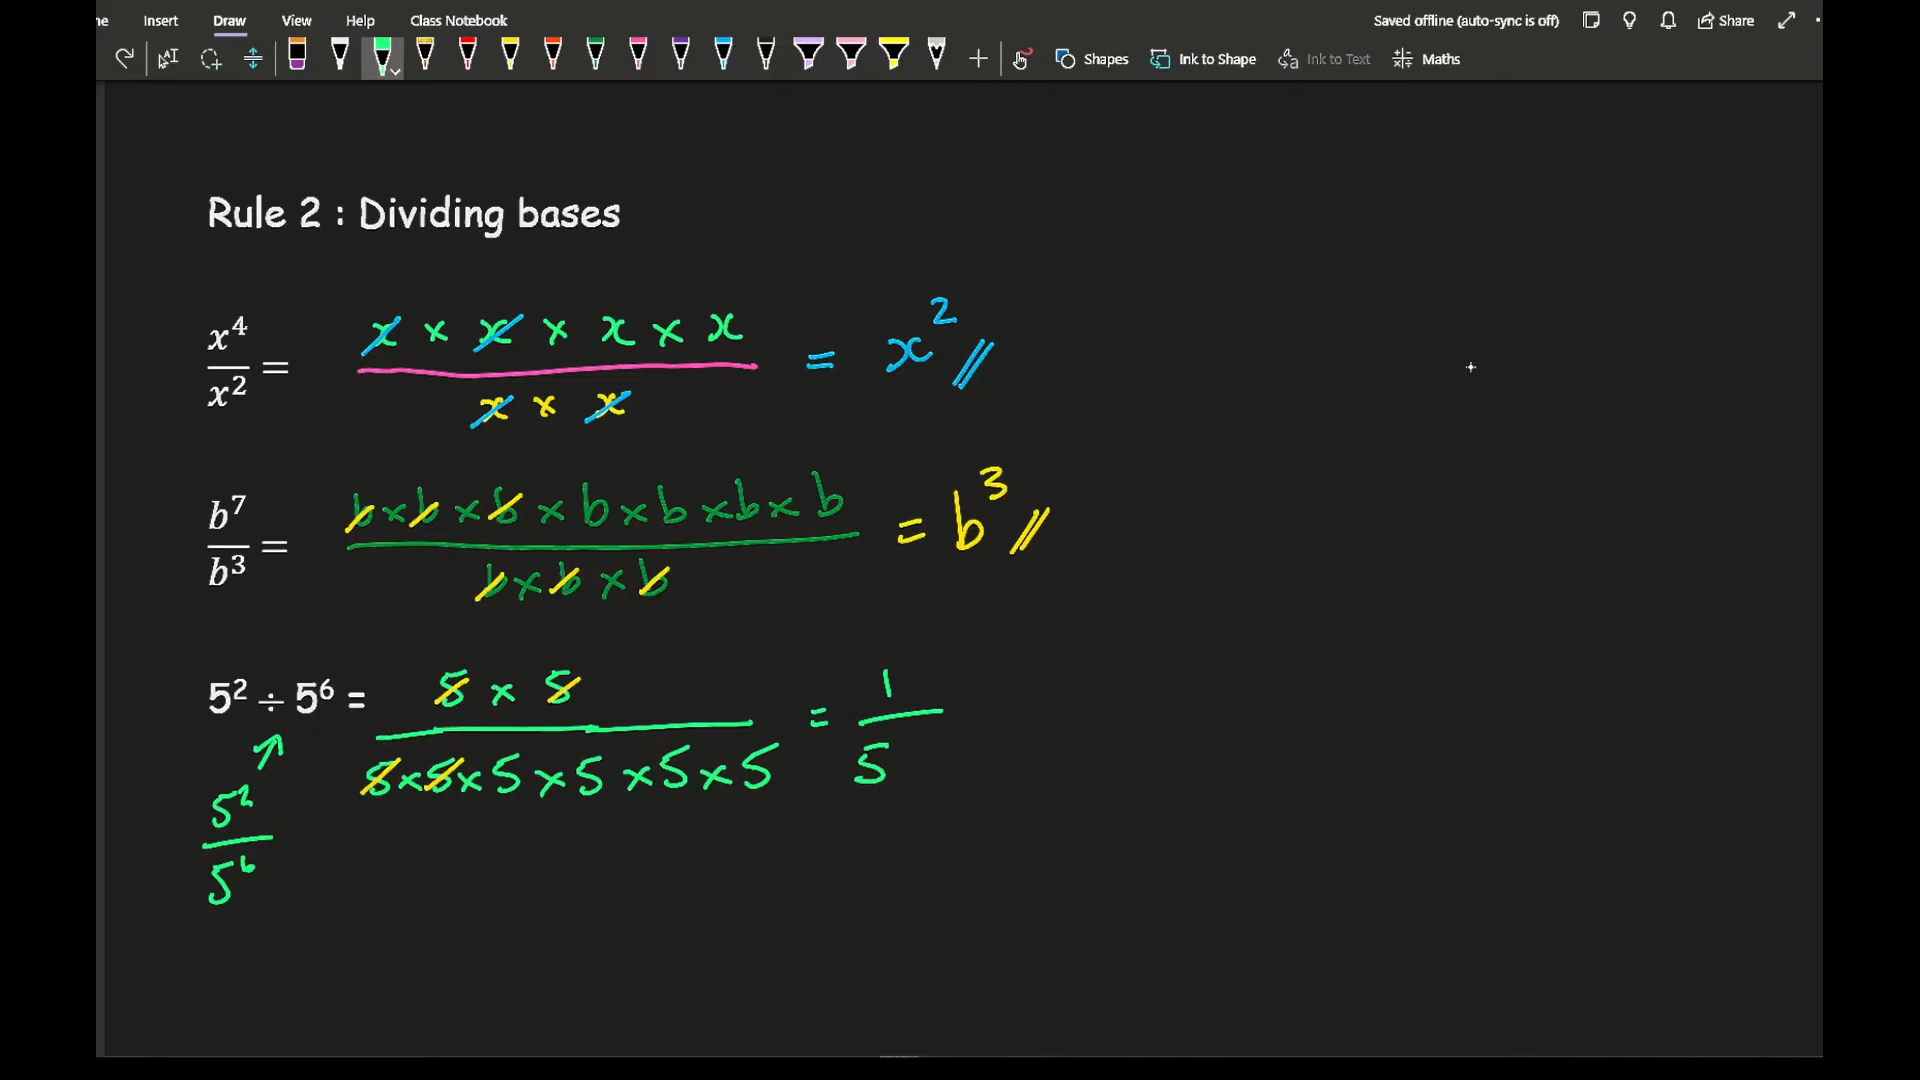 Insert Draw View Help Class Notebook Saved offline (auto-sync is off) Share
Shapes Ink to Shape Ink to Text Maths
Rule 2 : Dividing bases
x⁴/x² = x × x × x × x / x × x = x² //
b⁷/b³ = b × b × b × b × b × b × b / b × b × b = b³ //
5² ÷ 5⁶ = 5 × 5 / 5 × 5 × 5 × 5 × 5 × 5 = 1 / 5
5² / 5⁶